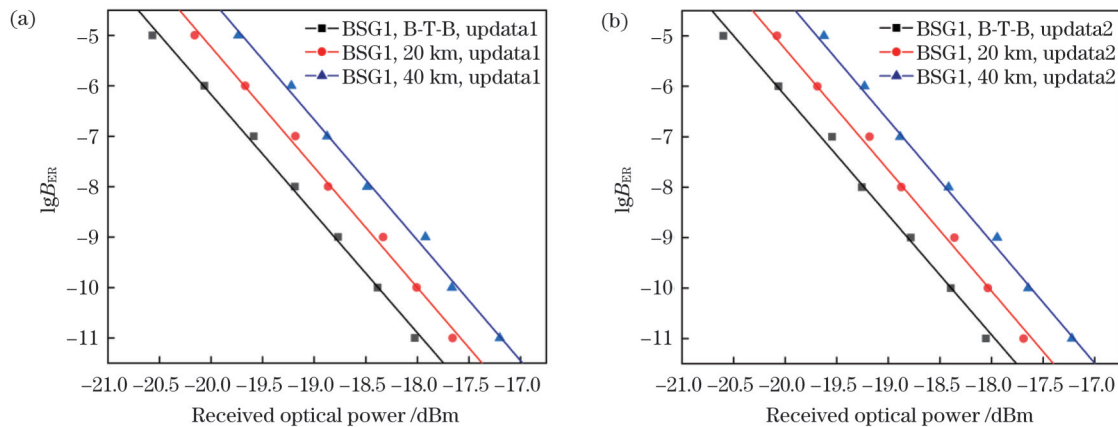 (a)
BSG1, B-T-B, updata1
BSG1, 20 km, updata1
BSG1, 40 km, updata1
lgB_ER
−5
−6
−7
−8
−9
−10
−11
−21.0 −20.5 −20.0 −19.5 −19.0 −18.5 −18.0 −17.5 −17.0
Received optical power /dBm
(b)
BSG1, B-T-B, updata2
BSG1, 20 km, updata2
BSG1, 40 km, updata2
lgB_ER
−5
−6
−7
−8
−9
−10
−11
−21.0 −20.5 −20.0 −19.5 −19.0 −18.5 −18.0 −17.5 −17.0
Received optical power /dBm